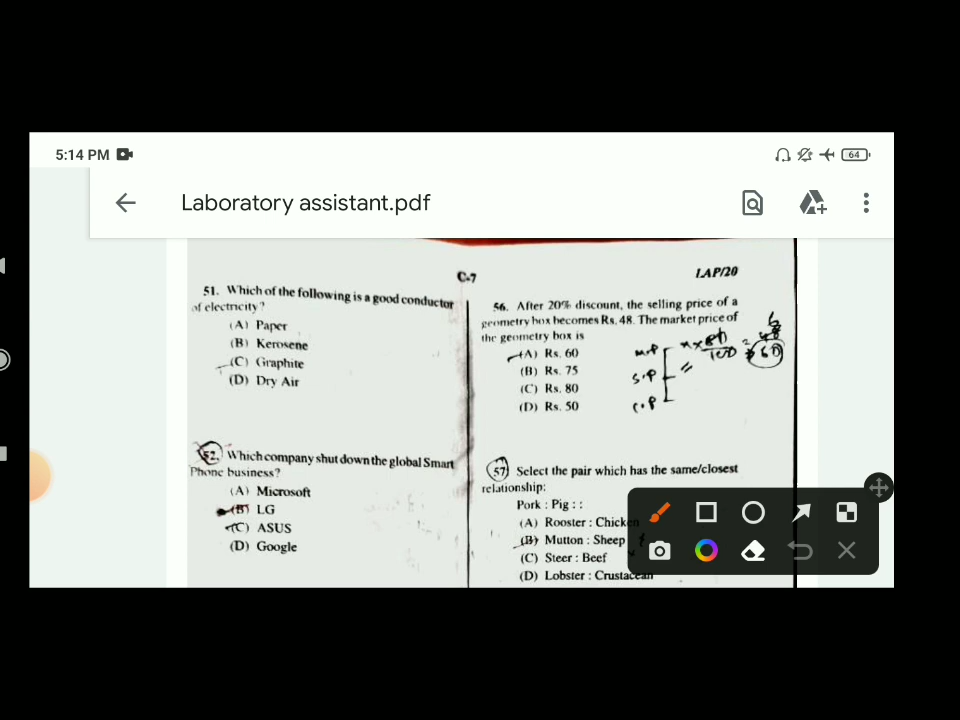 5:14 PM
64
Laboratory assistant.pdf
C-7
LAP/20
51. Which of the following is a good conductor
of electricity?
(A) Paper
(B) Kerosene
(C) Graphite
(D) Dry Air
52. Which company shut down the global Smart
Phone business?
(A) Microsoft
(B) LG
(C) ASUS
(D) Google
56. After 20% discount, the selling price of a
geometry box becomes Rs. 48. The market price of
the geometry box is
(A) Rs. 60
(B) Rs. 75
(C) Rs. 80
(D) Rs. 50
M.P
S.P
C.P
60
57. Select the pair which has the same/closest
relationship:
Pork : Pig : :
(A) Rooster : Chicken
(B) Mutton : Sheep
(C) Steer : Beef
(D) Lobster : Crustacean